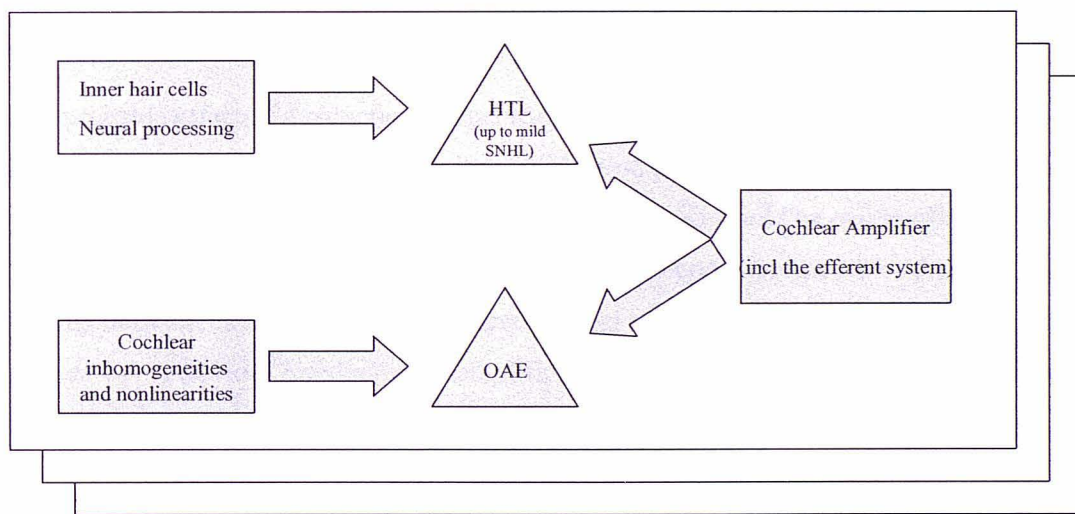 Inner hair cells
Neural processing
HTL
(up to mild
SNHL)
Cochlear Amplifier
(incl the efferent system)
Cochlear
inhomogeneities
and nonlinearities
OAE